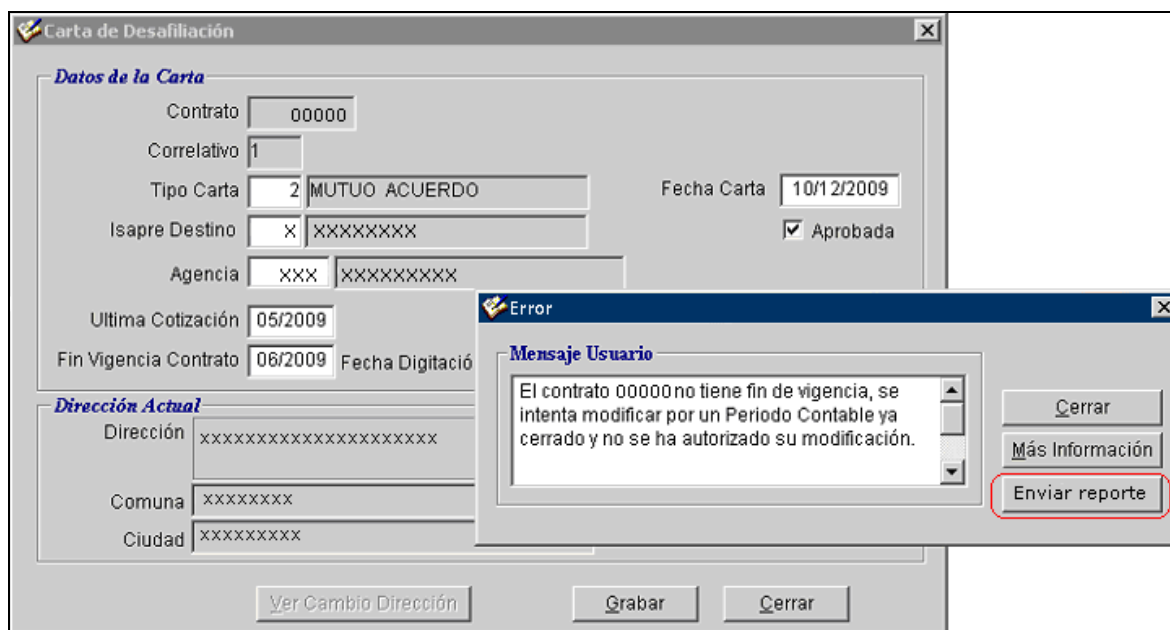 Carta de Desafiliación
Datos de la Carta
Contrato 00000
Correlativo 1
Tipo Carta 2 MUTUO ACUERDO Fecha Carta 10/12/2009
Isapre Destino X XXXXXXXX Aprobada
Agencia XXX XXXXXXXXX
Ultima Cotización 05/2009
Fin Vigencia Contrato 06/2009 Fecha Digitació
Dirección Actual
Dirección XXXXXXXXXXXXXXXXXXXXX
Comuna XXXXXXXX
Ciudad XXXXXXXXX
Ver Cambio Dirección Grabar Cerrar
Error
Mensaje Usuario
El contrato 00000 no tiene fin de vigencia, se
intenta modificar por un Periodo Contable ya
cerrado y no se ha autorizado su modificación.
Cerrar
Más Información
Enviar reporte